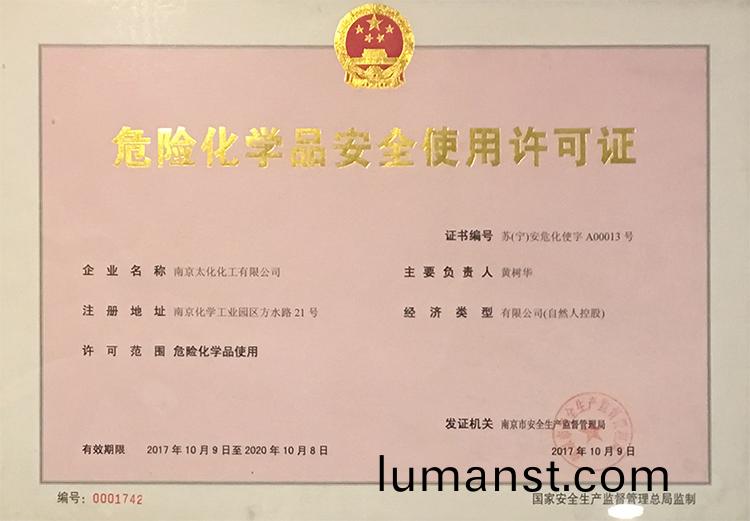 危险化学品安全使用许可证
证书编号 苏(宁)安危化使字 A00013 号
企业名称 南京太化化工有限公司
主要负责人 黄树华
注册地址 南京化学工业园区方水路 21 号
经济类型 有限公司(自然人控股)
许可范围 危险化学品使用
发证机关 南京市安全生产监督管理局
有效期限 2017 年 10 月 9 日至 2020 年 10 月 8 日
2017 年 10 月 9 日
lumanst.com
编号: 0001742
国家安全生产监督管理总局监制